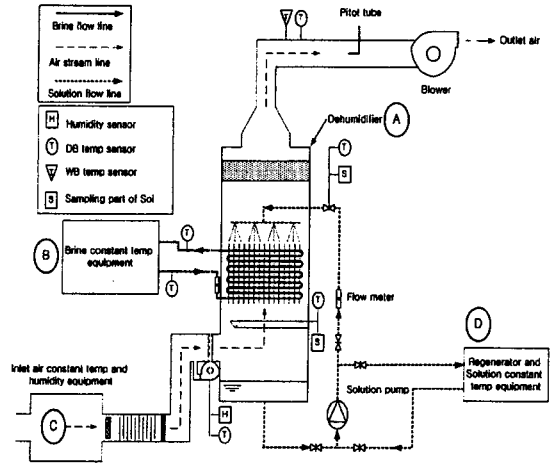 Brine flow line
Air stream line
Solution flow line
H Humidity sensor
T DB temp sensor
T WB temp sensor
S Sampling part of Sol
Pitot tube
T
T
Outlet air
Blower
Dehumidilier
A
T
S
B
Brine constant temp
equipment
T
T
Flow meter
T
S
D
Regenerator and
Solution constant
temp equipment
Solution pump
Inlet air constant temp and
humidity equipment
C
H
T